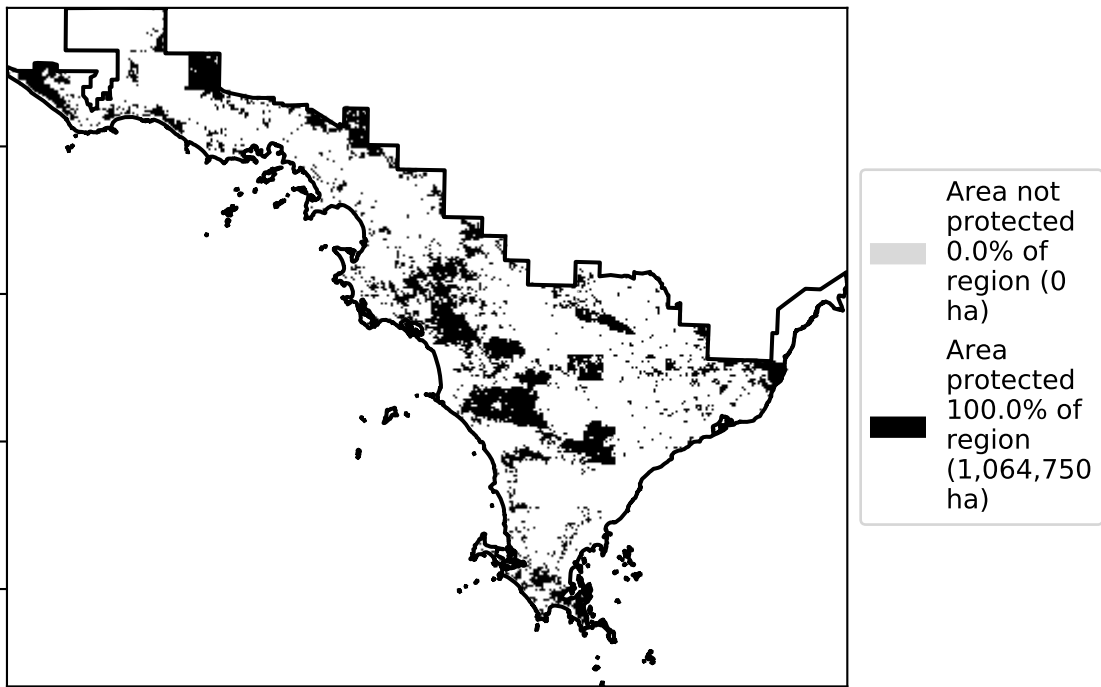 Area not
protected
0.0% of
region (0
ha)
Area
protected
100.0% of
region
(1,064,750
ha)